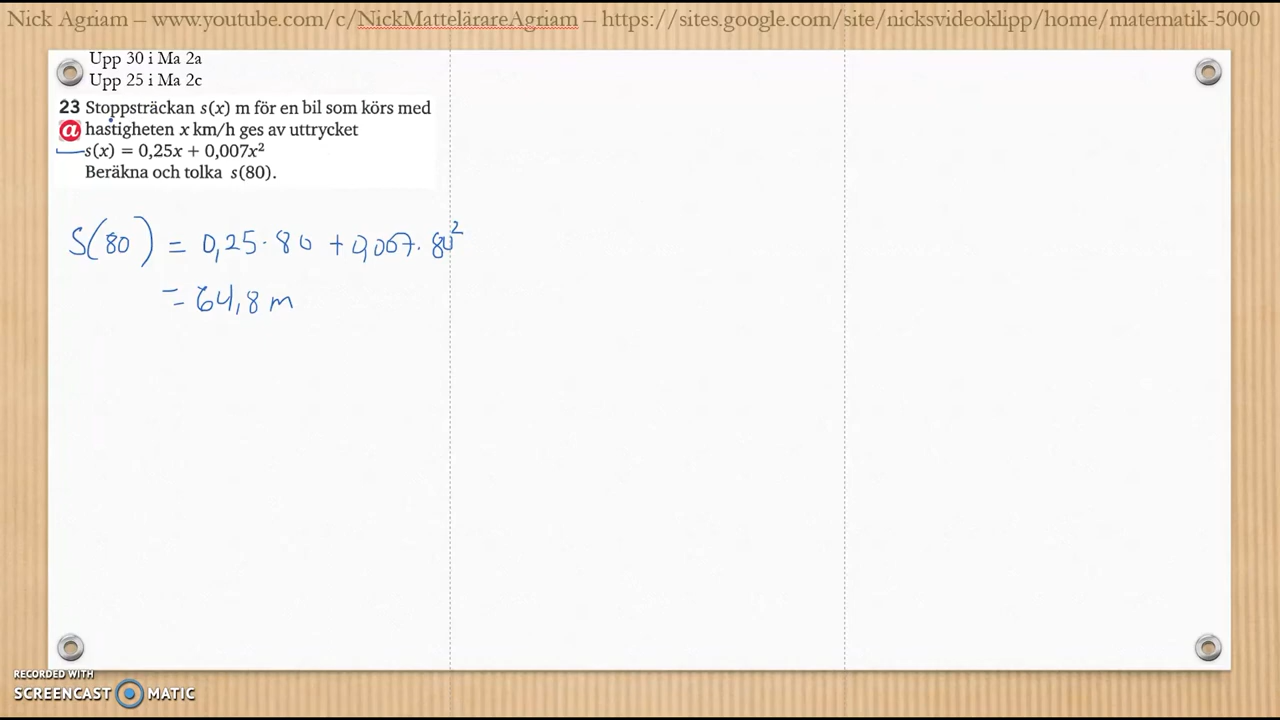 Nick Agriam – www.youtube.com/c/NickMattelärareAgriam – https://sites.google.com/site/nicksvideoklipp/home/matematik-5000
Upp 30 i Ma 2a
Upp 25 i Ma 2c
23 Stoppsträckan s(x) m för en bil som körs med
a hastigheten x km/h ges av uttrycket
s(x) = 0,25x + 0,007x²
Beräkna och tolka s(80).
S(80) = 0,25·80 + 0,007·80²
= 64,8 m
RECORDED WITH
SCREENCAST MATIC